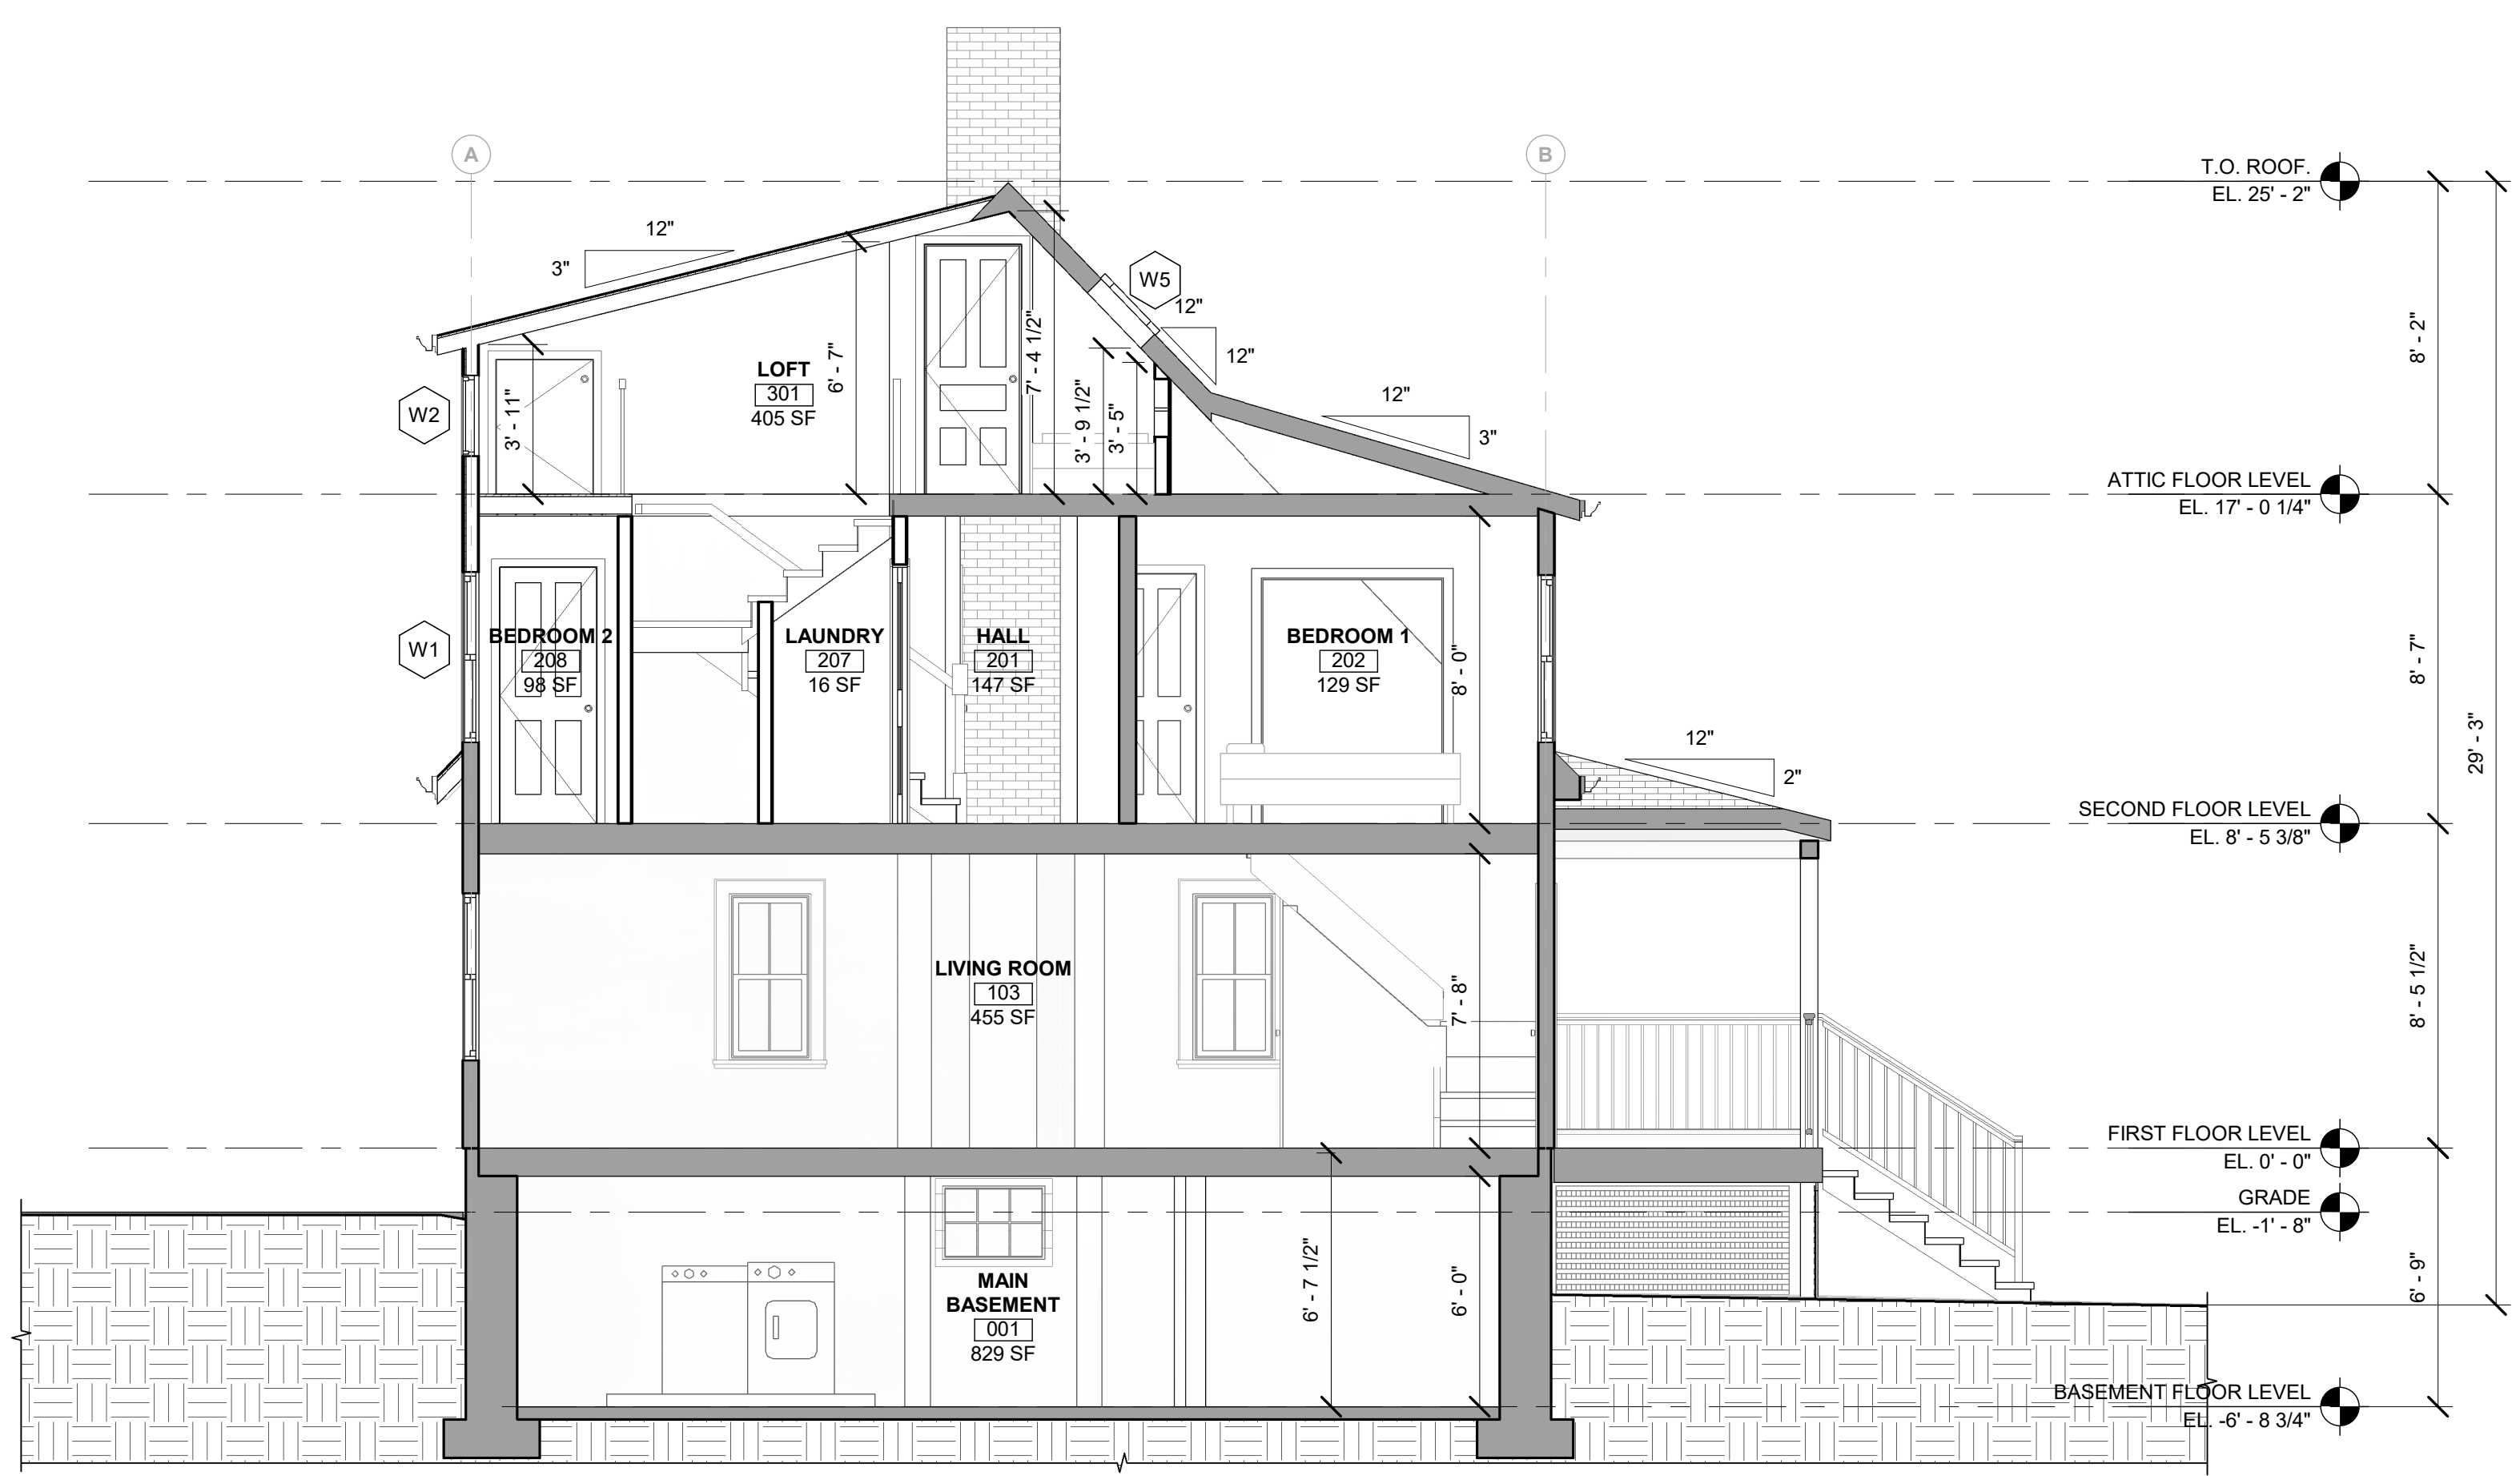 A
B
T.O. ROOF.
EL. 25' - 2"
12"
3"
W5
12"
12"
12"
3"
8' - 2"
LOFT
301
405 SF
6' - 7"
7' - 4 1/2"
3' - 9 1/2"
3' - 5"
3' - 11"
W2
ATTIC FLOOR LEVEL
EL. 17' - 0 1/4"
W1
BEDROOM 2
208
98 SF
LAUNDRY
207
16 SF
HALL
201
147 SF
BEDROOM 1
202
129 SF
8' - 0"
8' - 7"
29' - 3"
12"
2"
SECOND FLOOR LEVEL
EL. 8' - 5 3/8"
LIVING ROOM
103
455 SF
7' - 8"
8' - 5 1/2"
FIRST FLOOR LEVEL
EL. 0' - 0"
GRADE
EL. -1' - 8"
MAIN
BASEMENT
001
829 SF
6' - 7 1/2"
6' - 0"
6' - 9"
BASEMENT FLOOR LEVEL
EL. -6' - 8 3/4"